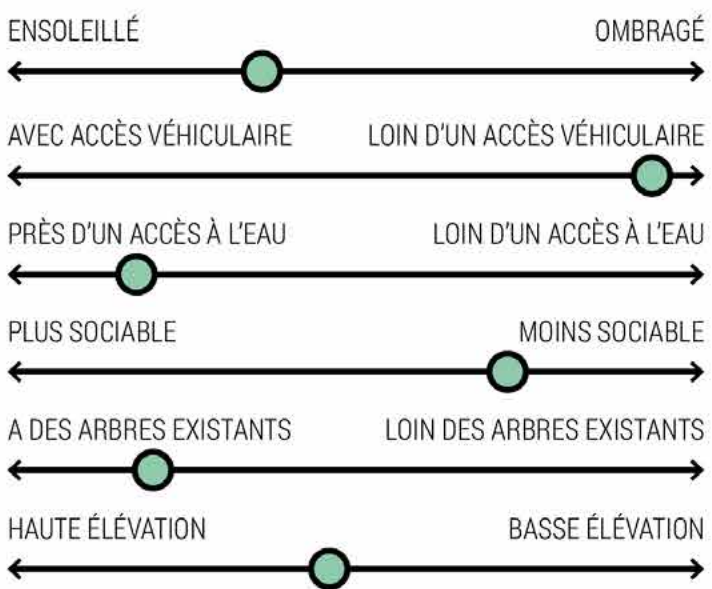 ENSOLEILLÉ OMBRAGÉ
AVEC ACCÈS VÉHICULAIRE LOIN D'UN ACCÈS VÉHICULAIRE
PRÈS D'UN ACCÈS À L'EAU LOIN D'UN ACCÈS À L'EAU
PLUS SOCIABLE MOINS SOCIABLE
A DES ARBRES EXISTANTS LOIN DES ARBRES EXISTANTS
HAUTE ÉLÉVATION BASSE ÉLÉVATION